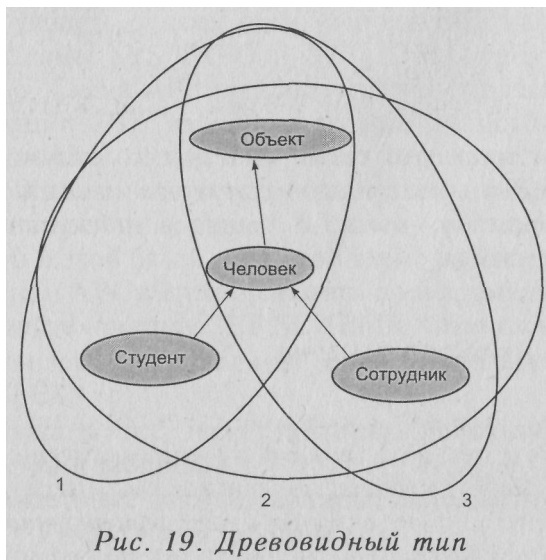 Объект
Человек
Студент
Сотрудник
1 2 3
Рис. 19. Древовидный тип